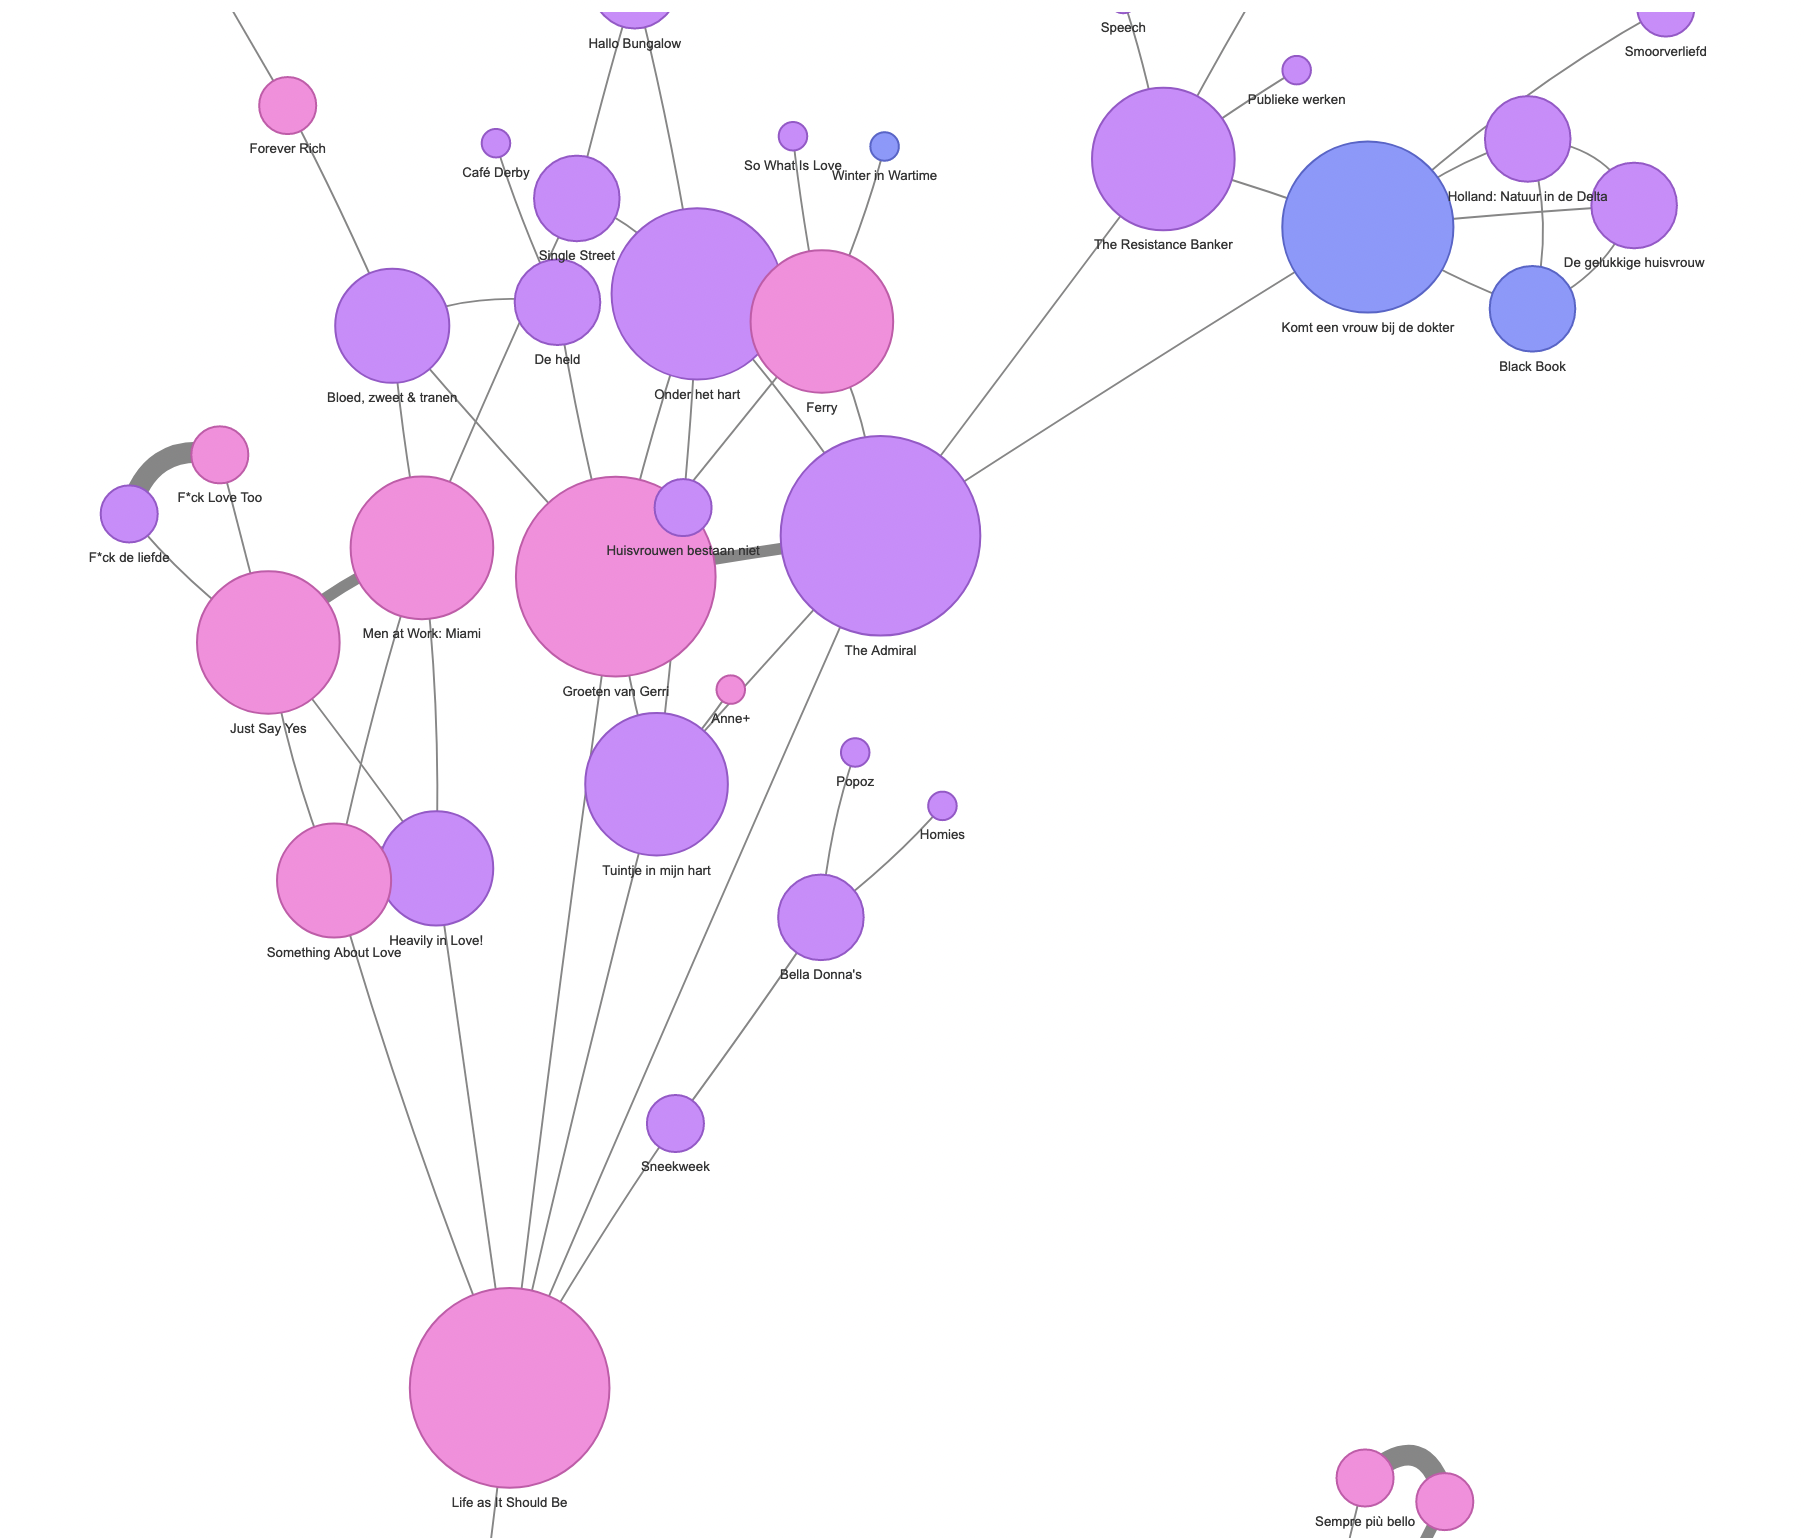 Speech
Hallo Bungalow
Smoorverliefd
Publieke werken
Forever Rich
Café Derby
So What Is Love
Winter in Wartime
Holland: Natuur in de Delta
The Resistance Banker
Single Street
De gelukkige huisvrouw
Komt een vrouw bij de dokter
De held
Black Book
Onder het hart
Bloed, zweet & tranen
Ferry
F*ck Love Too
Huisvrouwen bestaan niet
F*ck de liefde
Men at Work: Miami
The Admiral
Groeten van Gerri
Anne+
Just Say Yes
Popoz
Homies
Tuintje in mijn hart
Heavily in Love!
Something About Love
Bella Donna's
Sneekweek
Life as It Should Be
Sempre più bello